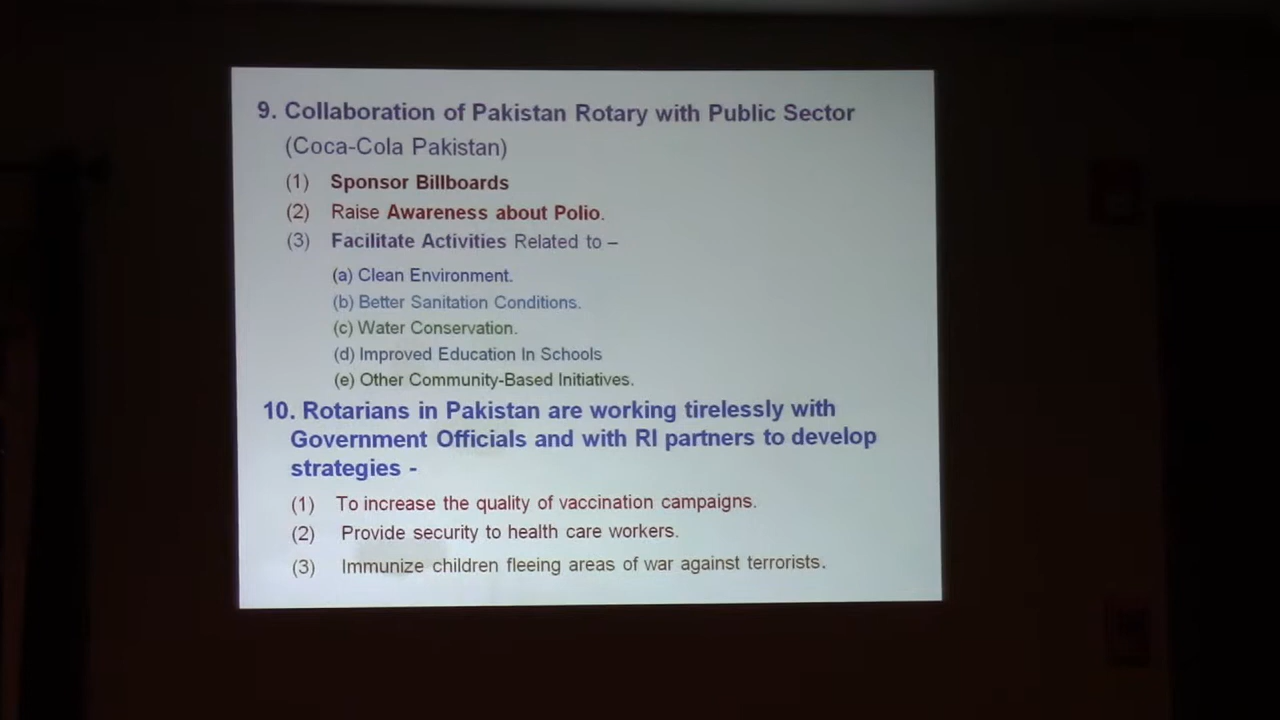 9. Collaboration of Pakistan Rotary with Public Sector
(Coca-Cola Pakistan)
(1) Sponsor Billboards
(2) Raise Awareness about Polio.
(3) Facilitate Activities Related to –
(a) Clean Environment.
(b) Better Sanitation Conditions.
(c) Water Conservation.
(d) Improved Education In Schools
(e) Other Community-Based Initiatives.
10. Rotarians in Pakistan are working tirelessly with
Government Officials and with RI partners to develop
strategies -
(1) To increase the quality of vaccination campaigns.
(2) Provide security to health care workers.
(3) Immunize children fleeing areas of war against terrorists.